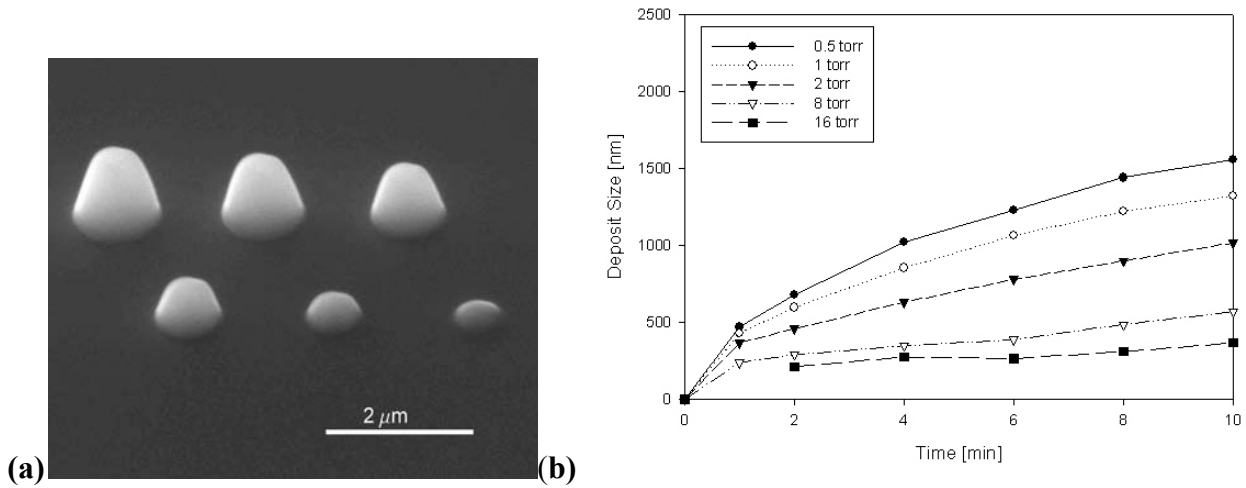 (a)
2 μm
(b)
2500
2000
1500
1000
500
0
Deposit Size [nm]
0.5 torr
1 torr
2 torr
8 torr
16 torr
0 2 4 6 8 10
Time [min]